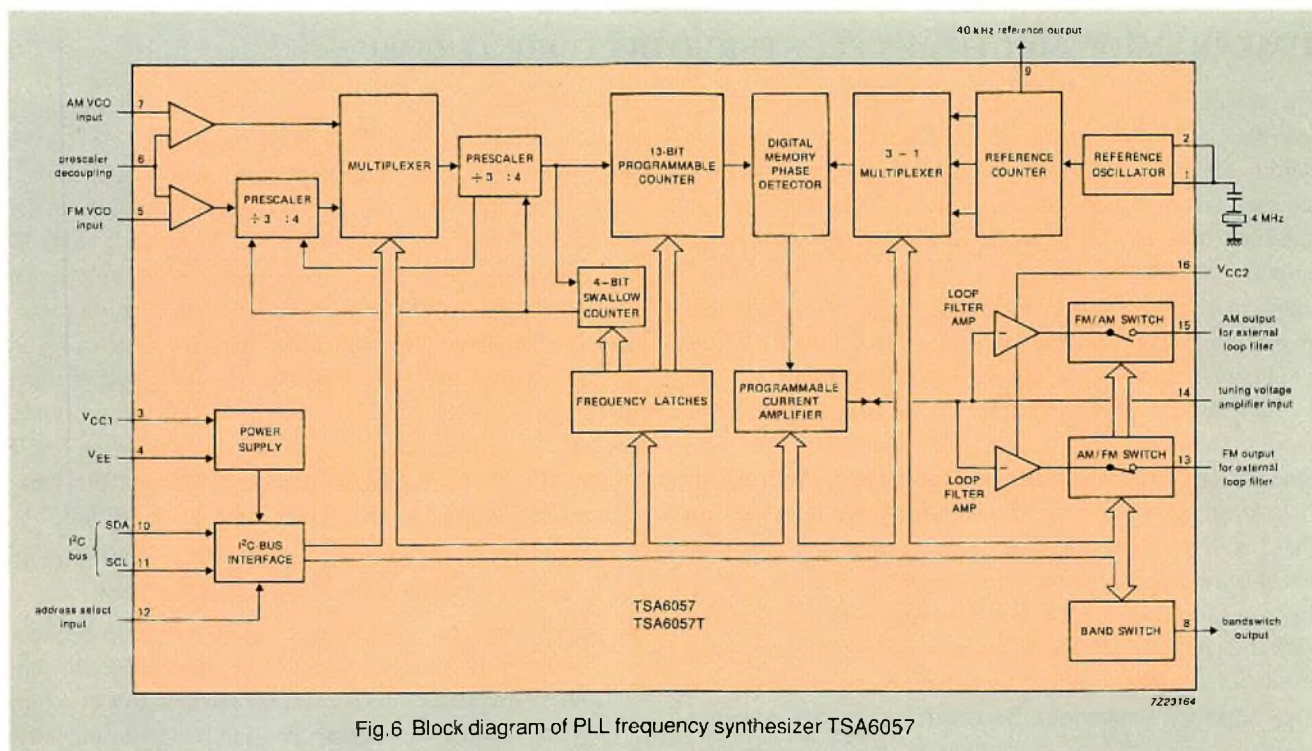 40 kHz reference output
9
AM VCO
input
7
prescaler
decoupling
6
FM VCO
input
5
PRESCALER
÷3 :4
MULTIPLEXER
PRESCALER
÷3 :4
13-BIT
PROGRAMMABLE
COUNTER
DIGITAL
MEMORY
PHASE
DETECTOR
3 – 1
MULTIPLEXER
REFERENCE
COUNTER
REFERENCE
OSCILLATOR
2
1
4 MHz
4-BIT
SWALLOW
COUNTER
FREQUENCY LATCHES
PROGRAMMABLE
CURRENT
AMPLIFIER
16
VCC2
LOOP
FILTER
AMP
FM/AM SWITCH
15
AM output
for external
loop filter
14
tuning voltage
amplifier input
LOOP
FILTER
AMP
AM/FM SWITCH
13
FM output
for external
loop filter
VCC1
3
VEE
4
POWER
SUPPLY
I²C
bus
SDA
10
SCL
11
I²C-BUS
INTERFACE
address select
input
12
TSA6057
TSA6057T
BAND SWITCH
8
bandswitch
output
7Z23164
Fig.6 Block diagram of PLL frequency synthesizer TSA6057